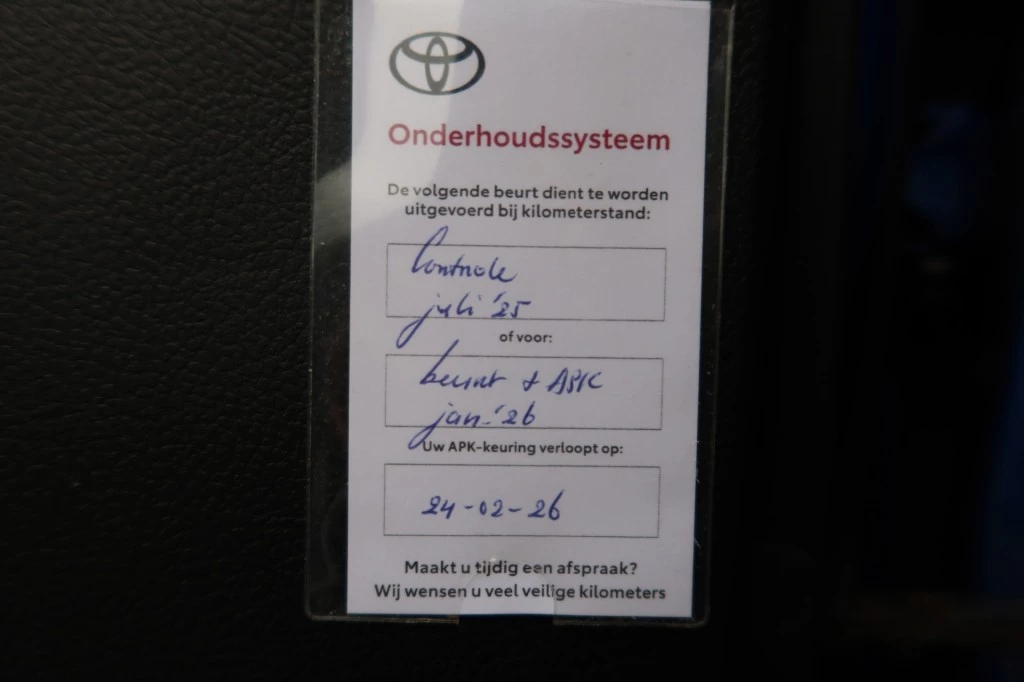 Onderhoudssysteem
De volgende beurt dient te worden
uitgevoerd bij kilometerstand:
Controle
juli '25
of voor:
beurt + APK
jan. '26
Uw APK-keuring verloopt op:
24-02-26
Maakt u tijdig een afspraak?
Wij wensen u veel veilige kilometers